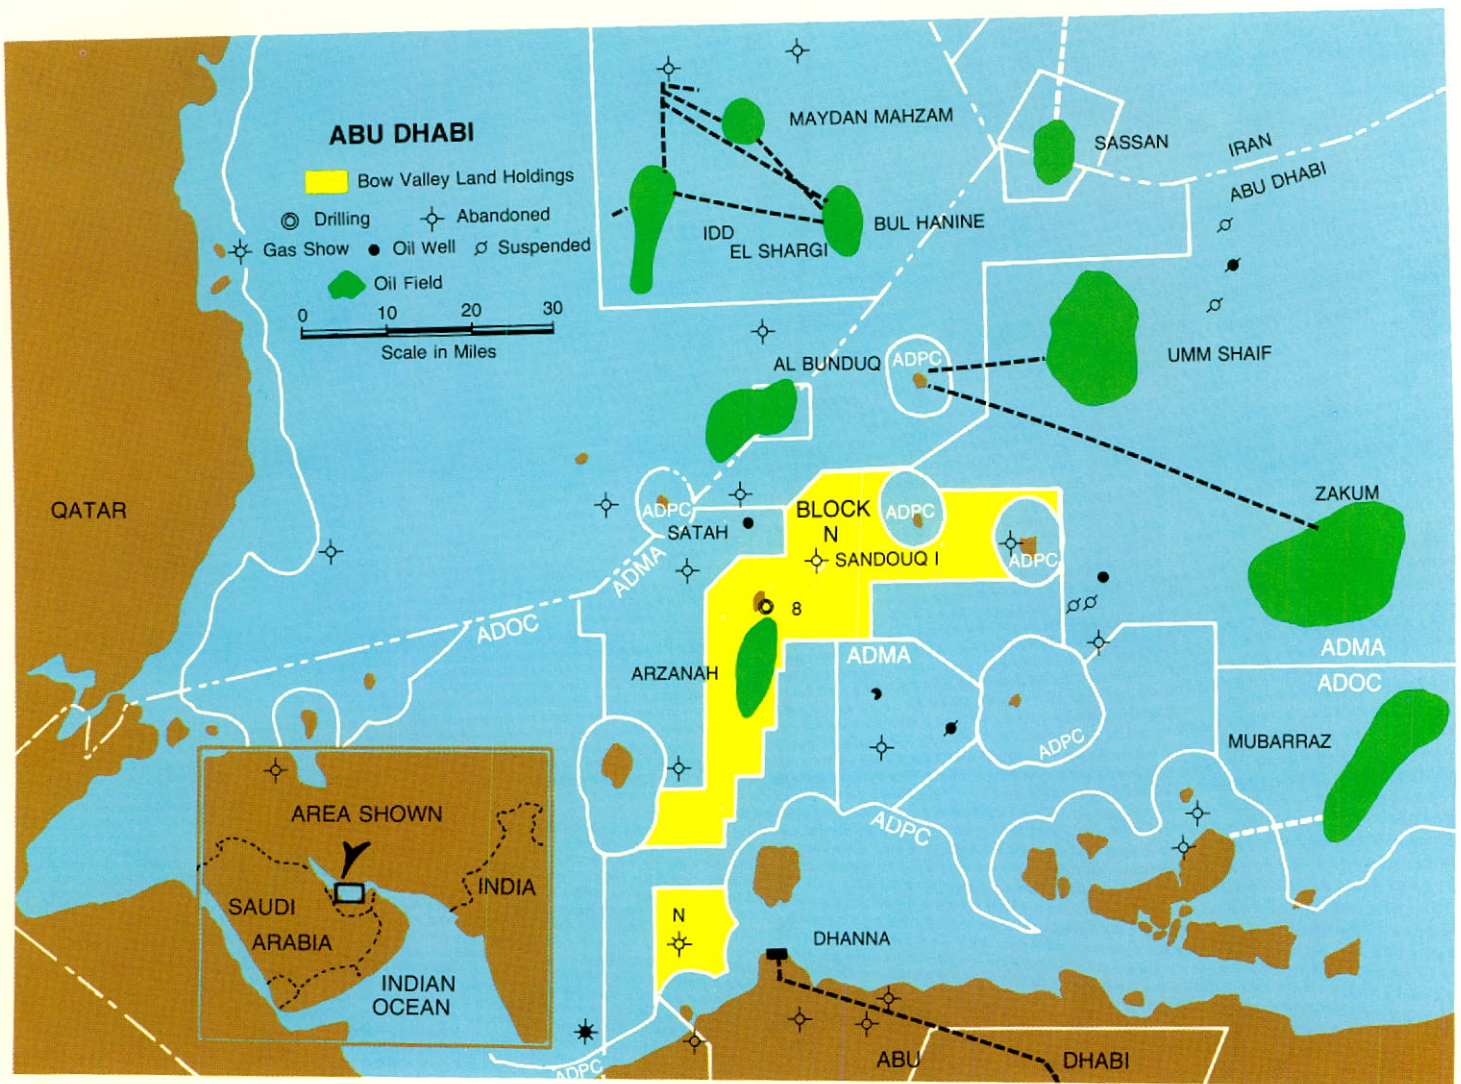 ABU DHABI
Bow Valley Land Holdings
Drilling
Abandoned
Gas Show
Oil Well
Suspended
Oil Field
0 10 20 30
Scale in Miles
MAYDAN MAHZAM
SASSAN
IRAN
ABU DHABI
IDD
EL SHARGI
BUL HANINE
UMM SHAIF
AL BUNDUQ
ADPC
ZAKUM
QATAR
ADPC
SATAH
BLOCK
N
ADPC
SANDOUQ I
ADPC
ADMA
8
ADOC
ARZANAH
ADMA
ADMA
ADOC
ADPC
MUBARRAZ
ADPC
AREA SHOWN
INDIA
SAUDI
ARABIA
INDIAN
OCEAN
N
DHANNA
ADPC
ABU DHABI